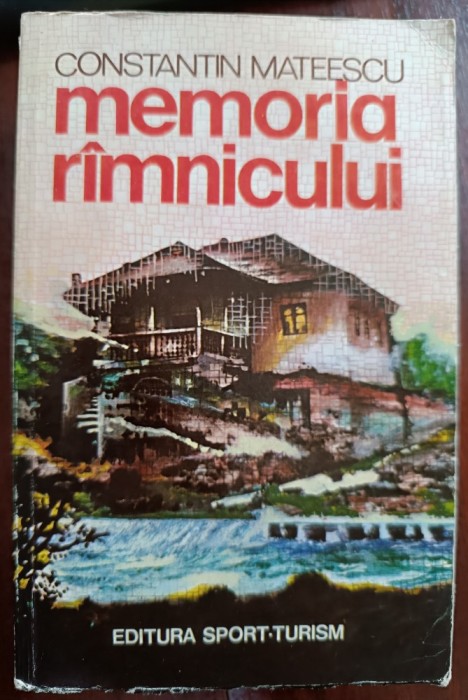 CONSTANTIN MATEESCU
memoria
rîmnicului
EDITURA SPORT-TURISM